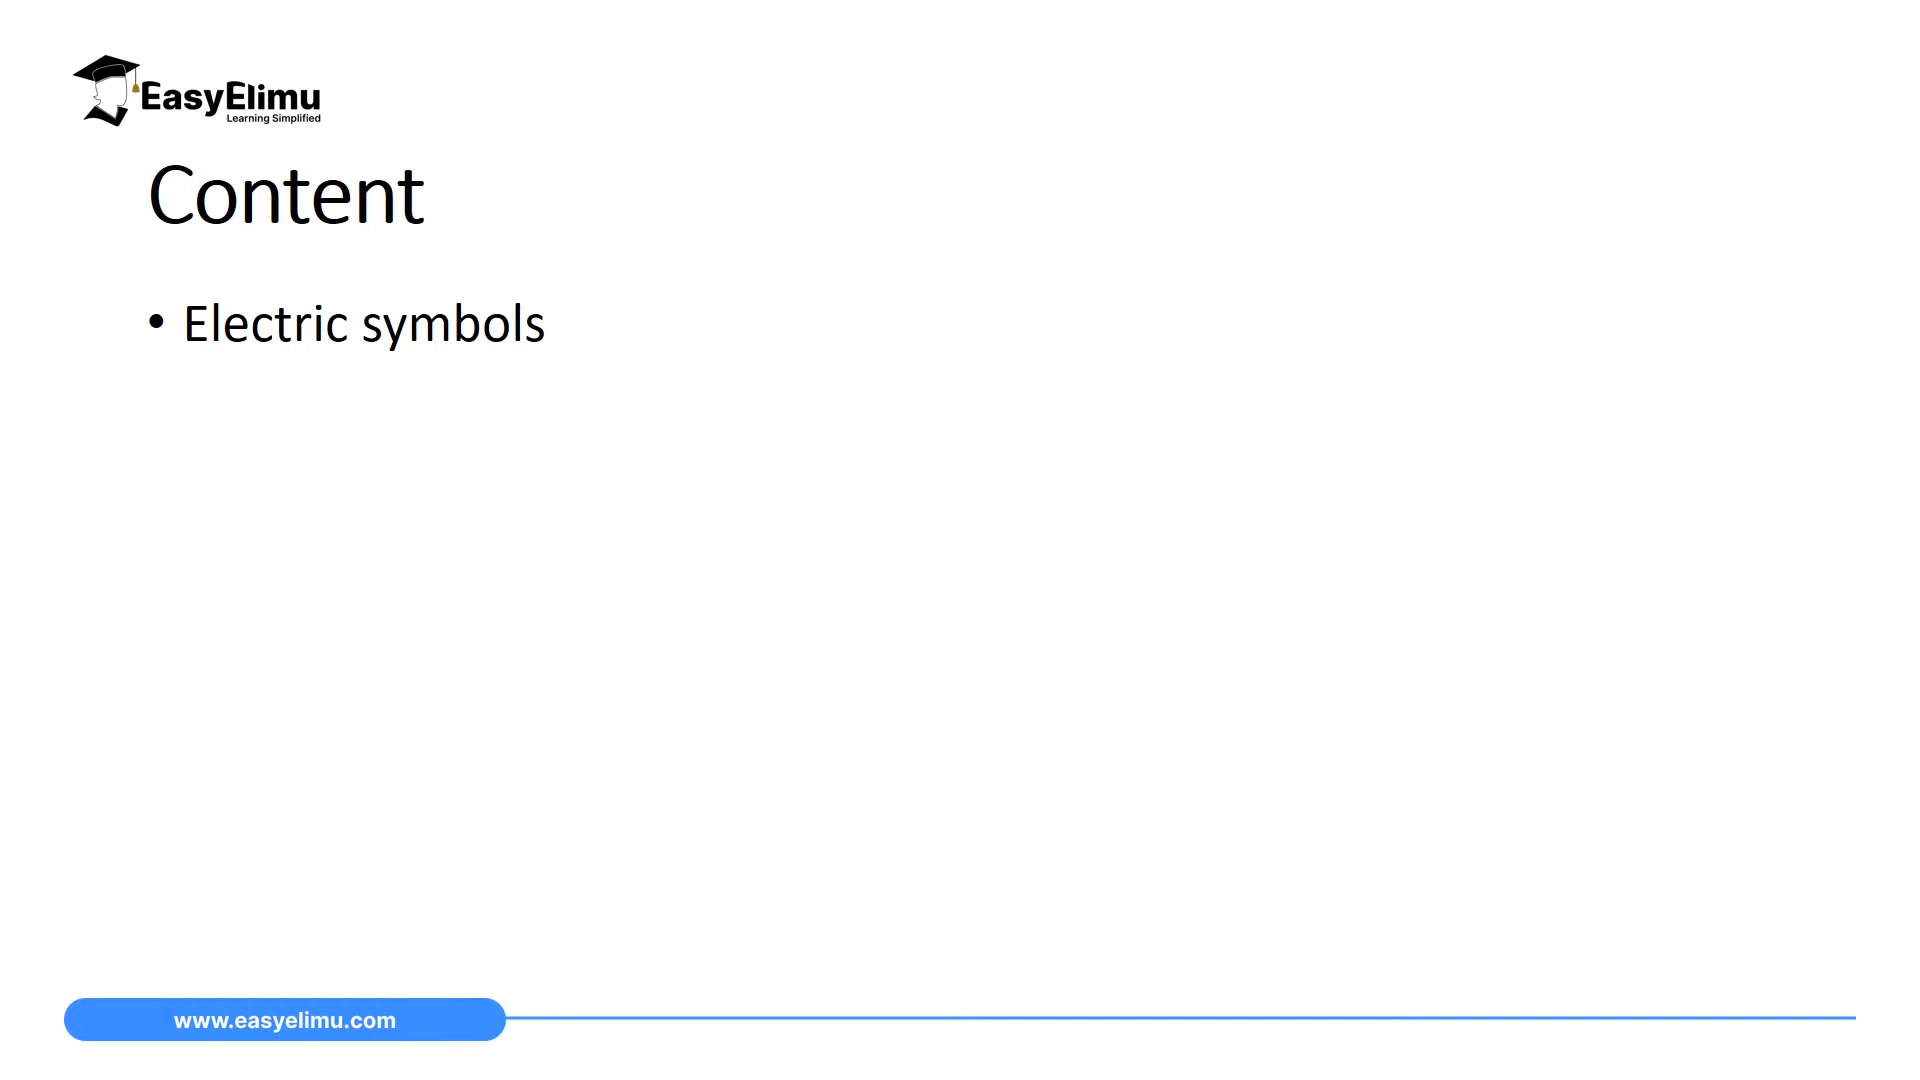 EasyElimu
Learning Simplified
Content
• Electric symbols
www.easyelimu.com